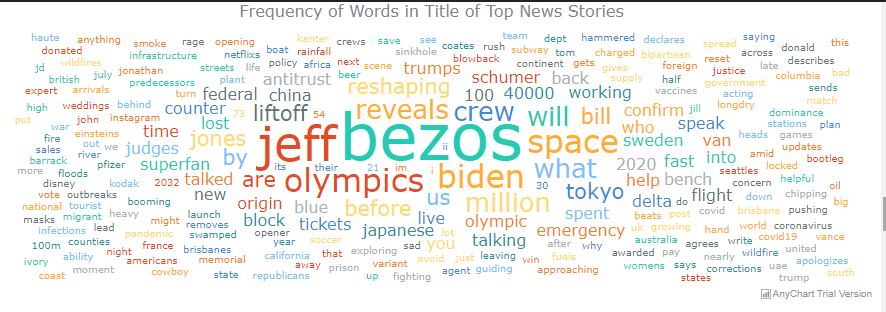 Frequency of Words in Title of Top News Stories
haute anything smoke rage opening kanter crews save see team dept hammered declares saying
donated infrastructure netflixs boat rainfall sinkhole coates rush subway tom charged bipartisan spread reset across donald this
jd wildfires streets life policy africa next scene trumps blowback continent gets gives foreign justice late describes
british july jonathan predecessors plant antitrust beer reshaping schumer back supply half government columbia bad
expert arrivals turn federal china 100 40000 working vaccines acting sends
high weddings behind counter liftoff 54 reveals crew will bill confirm jill longdry match
put john instagram time lost 73 jeff bezos space who speak dominance
war einsteins jones ii sweden van heads games stations plan
fire sales out we judges by what 2020 fast into amid updates
barrack river pfizer superfan its their 21 im i biden help bench seattles locked bootleg
more floods talked are olympics 30 tokyo concern helpful
disney kodak 2032 new us million delta do flight down chipping oil
vote outbreaks booming origin before spent beats post covid brisbane pushing big
national tourist might launch block blue tickets live olympic emergency uk growing hand world coronavirus
masks migrant heavy removes japanese lot
infections lead pandemic swamped opener soccer you talking after why australia agrees write covid19 vance
100m counties night france brisbanes year that exploring sad leaving win fuels awarded pay nearly wildfire united
ivory ability americans memorial california away variant avoid just womens says corrections uae apologizes
coast moment cowboy state republicans prison up fighting agent guiding approaching states trump south
AnyChart Trial Version